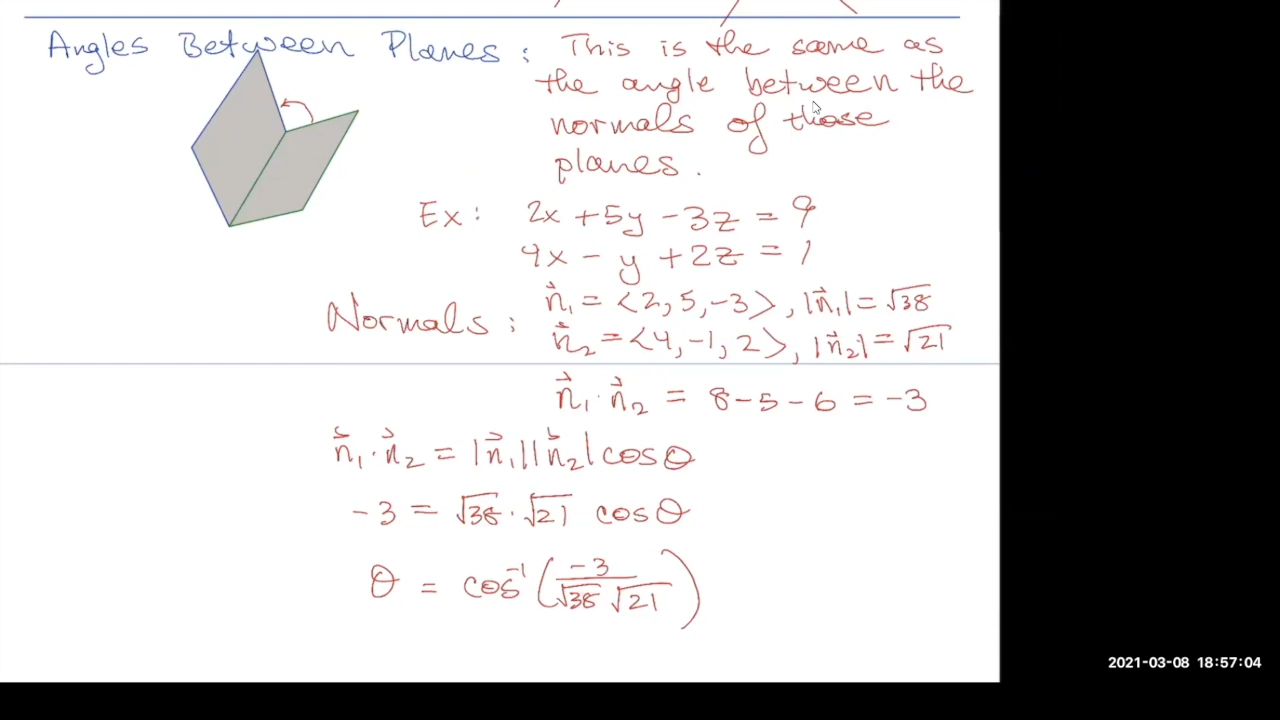 Angles Between Planes : This is the same as
the angle between the
normals of those
planes.
Ex: 2x + 5y - 3z = 9
4x - y + 2z = 1
Normals : n⃗₁ = <2, 5, -3>, |n⃗₁| = √38
n⃗₂ = <4, -1, 2>, |n⃗₂| = √21
n⃗₁ · n⃗₂ = 8 - 5 - 6 = -3
n⃗₁ · n⃗₂ = |n⃗₁||n⃗₂| cos θ
-3 = √38 · √21 cos θ
θ = cos⁻¹ (-3 / √38 √21)
2021-03-08 18:57:04